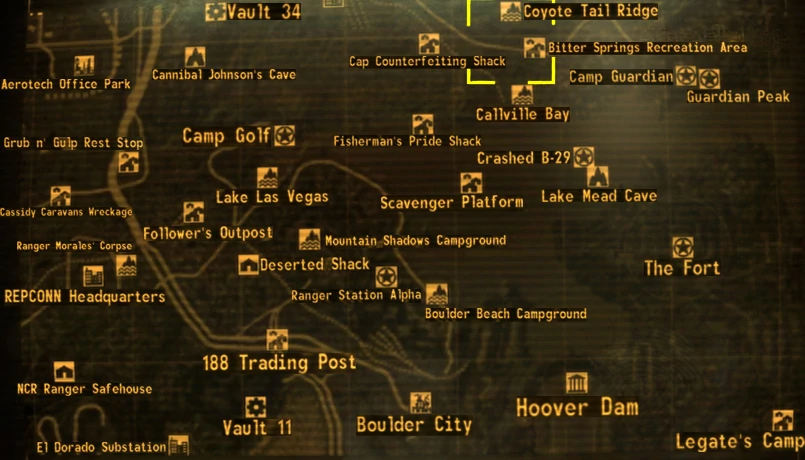 Vault 34
Coyote Tail Ridge
Bitter Springs Recreation Area
Cap Counterfeiting Shack
Cannibal Johnson's Cave
Aerotech Office Park
Camp Guardian
Guardian Peak
Callville Bay
Camp Golf
Grub n' Gulp Rest Stop
Fisherman's Pride Shack
Crashed B-29
Lake Las Vegas
Scavenger Platform
Lake Mead Cave
Cassidy Caravans Wreckage
Follower's Outpost
Ranger Morales' Corpse
Mountain Shadows Campground
Deserted Shack
The Fort
REPCONN Headquarters
Ranger Station Alpha
Boulder Beach Campground
188 Trading Post
NCR Ranger Safehouse
Vault 11
Boulder City
Hoover Dam
El Dorado Substation
Legate's Camp